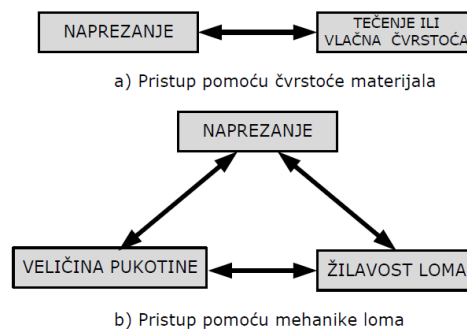 NAPREZANJE
TEČENJE ILI
VLAČNA ČVRSTOĆA
a) Pristup pomoću čvrstoće materijala
NAPREZANJE
VELIČINA PUKOTINE
ŽILAVOST LOMA
b) Pristup pomoću mehanike loma